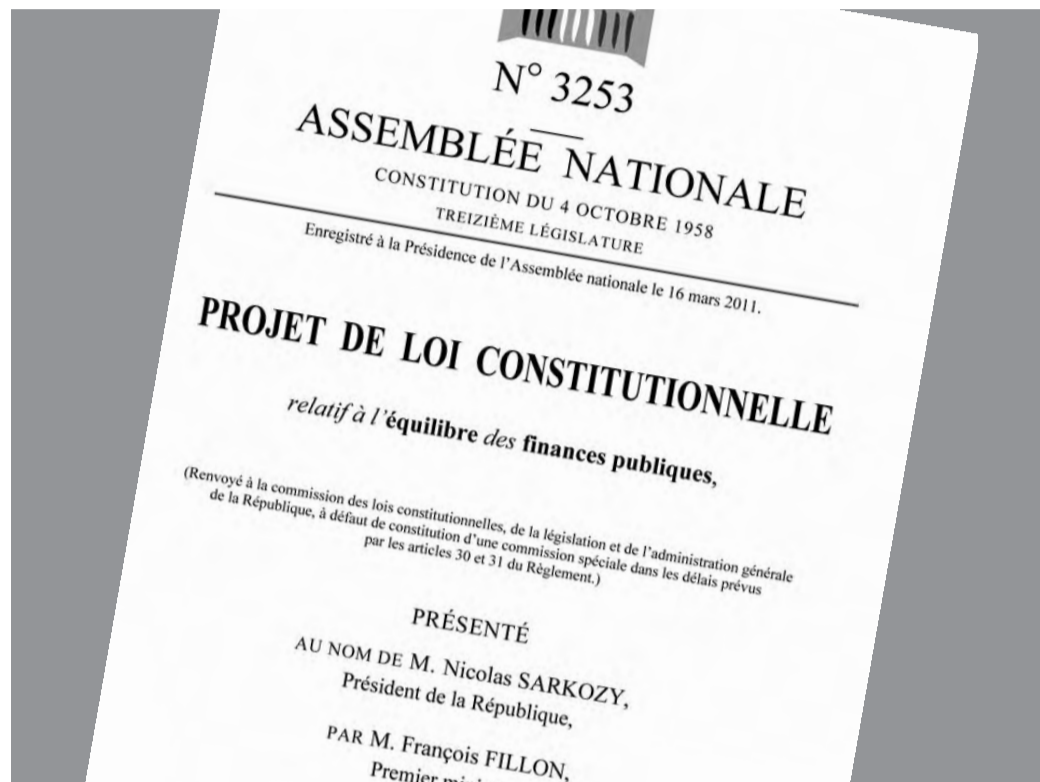 N° 3253
ASSEMBLÉE NATIONALE
CONSTITUTION DU 4 OCTOBRE 1958
TREIZIÈME LÉGISLATURE
Enregistré à la Présidence de l’Assemblée nationale le 16 mars 2011.
PROJET DE LOI CONSTITUTIONNELLE
relatif à l’équilibre des finances publiques,
(Renvoyé à la commission des lois constitutionnelles, de la législation et de l’administration générale
de la République, à défaut de constitution d’une commission spéciale dans les délais prévus
par les articles 30 et 31 du Règlement.)
PRÉSENTÉ
AU NOM DE M. Nicolas SARKOZY,
Président de la République,
PAR M. François FILLON,
Premier